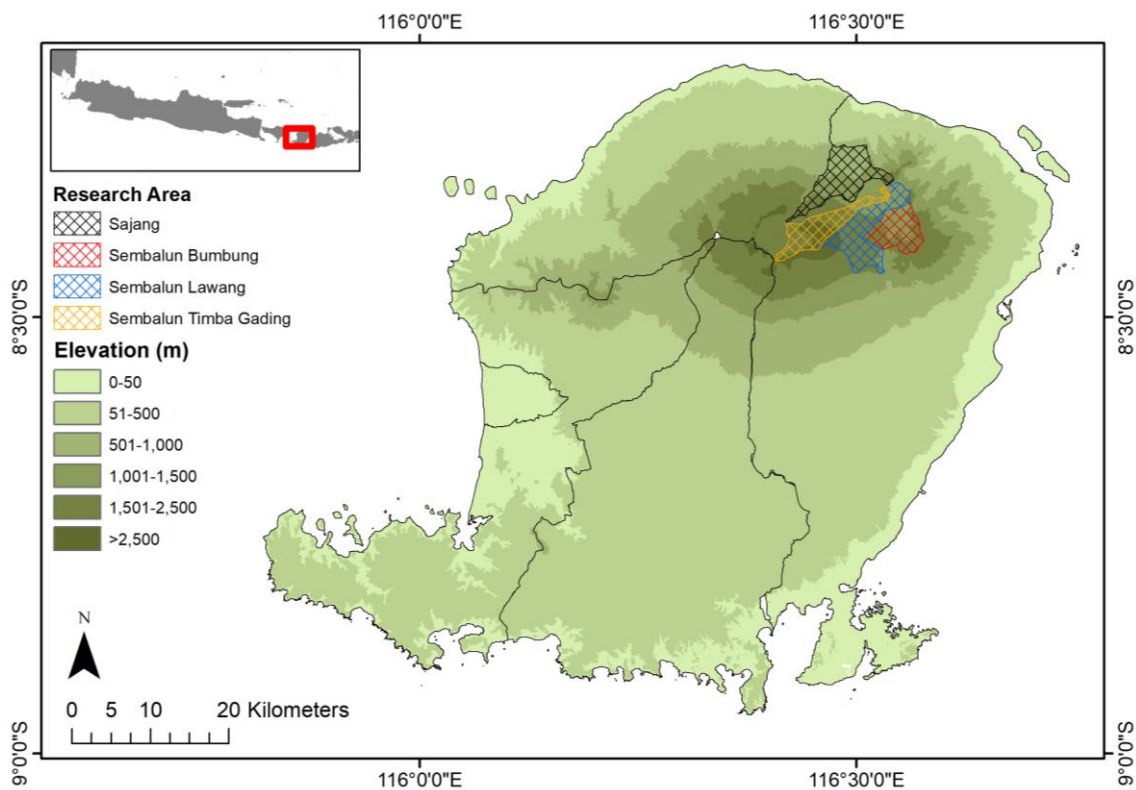 116°0'0"E
116°30'0"E
Research Area
Sajang
Sembalun Bumbung
Sembalun Lawang
Sembalun Timba Gading
Elevation (m)
0-50
51-500
501-1,000
1,001-1,500
1,501-2,500
>2,500
8°30'0"S
8°30'0"S
N
0 5 10 20 Kilometers
9°0'0"S
9°0'0"S
116°0'0"E
116°30'0"E